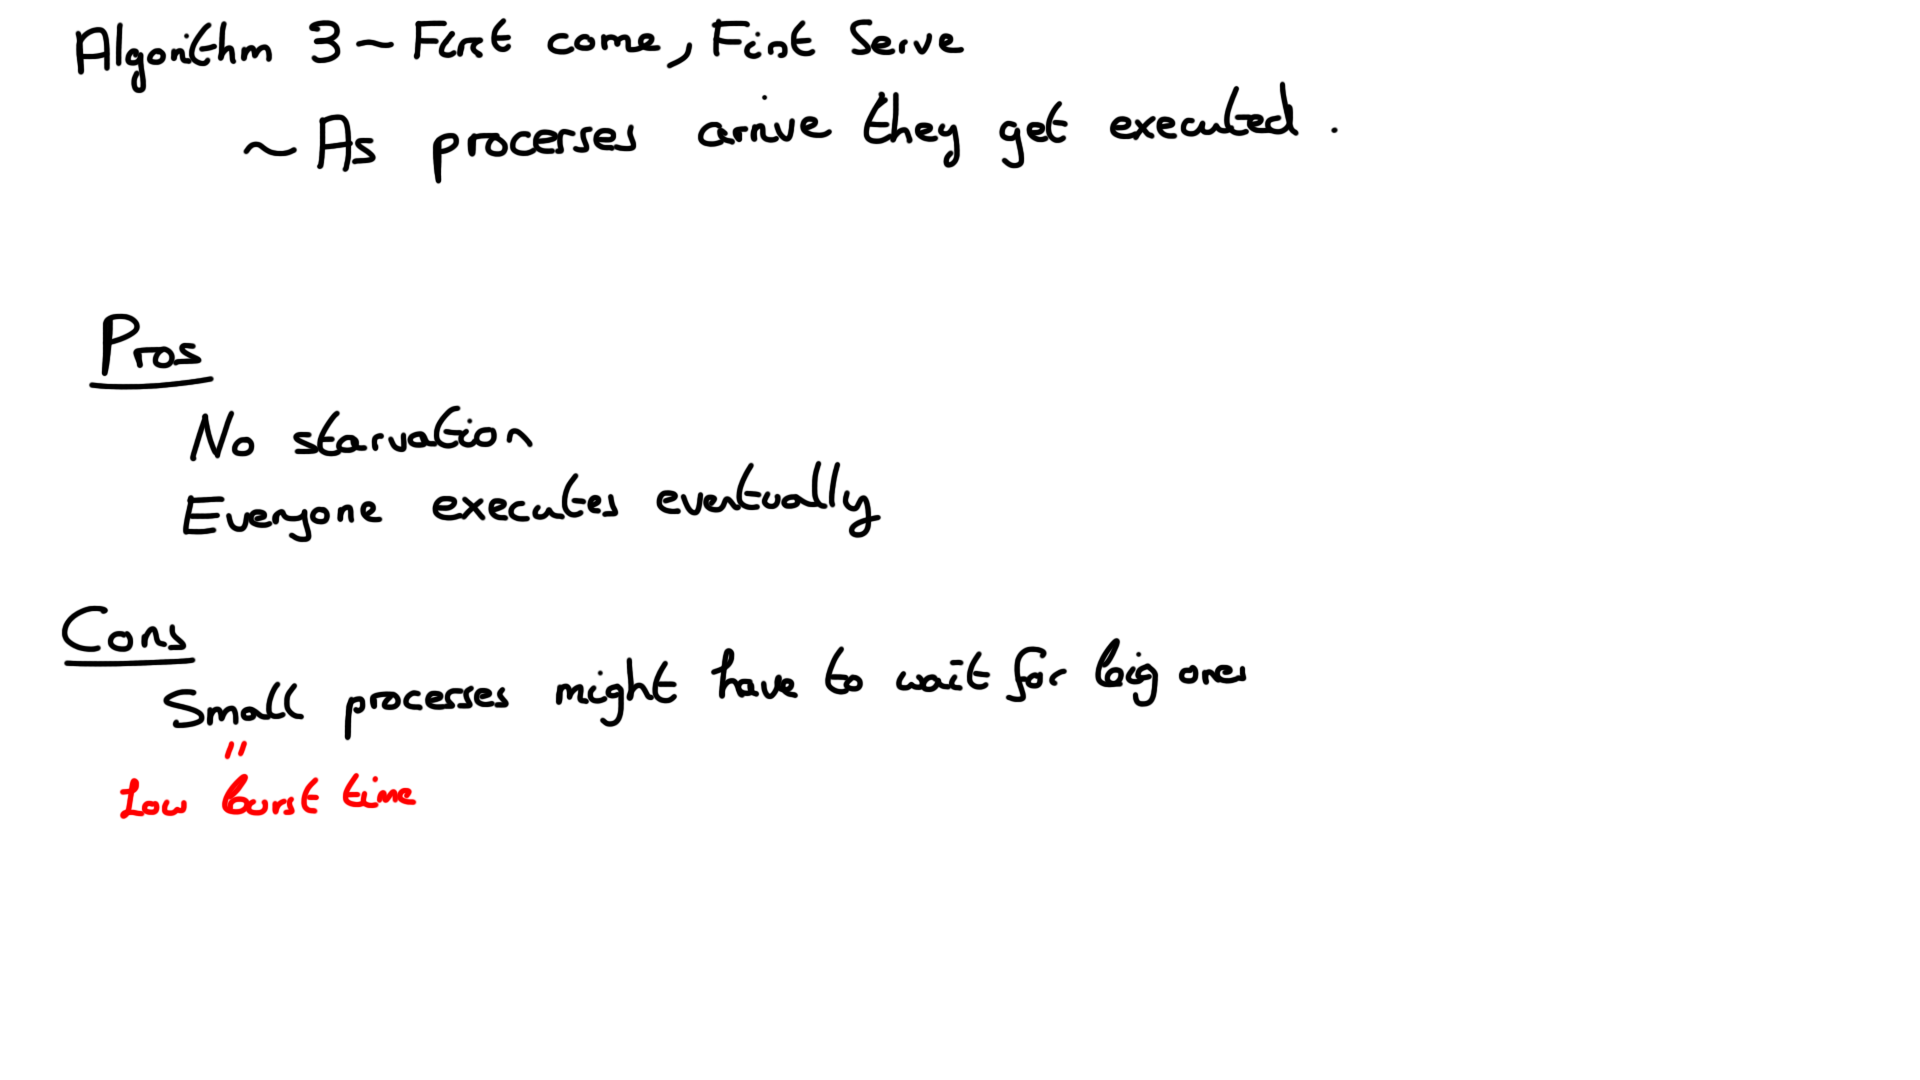 Algorithm 3 ~ First come, First Serve
~ As processes arrive they get executed.
Pros
No starvation
Everyone executes eventually
Cons
Small processes might have to wait for big ones
"
Low burst time